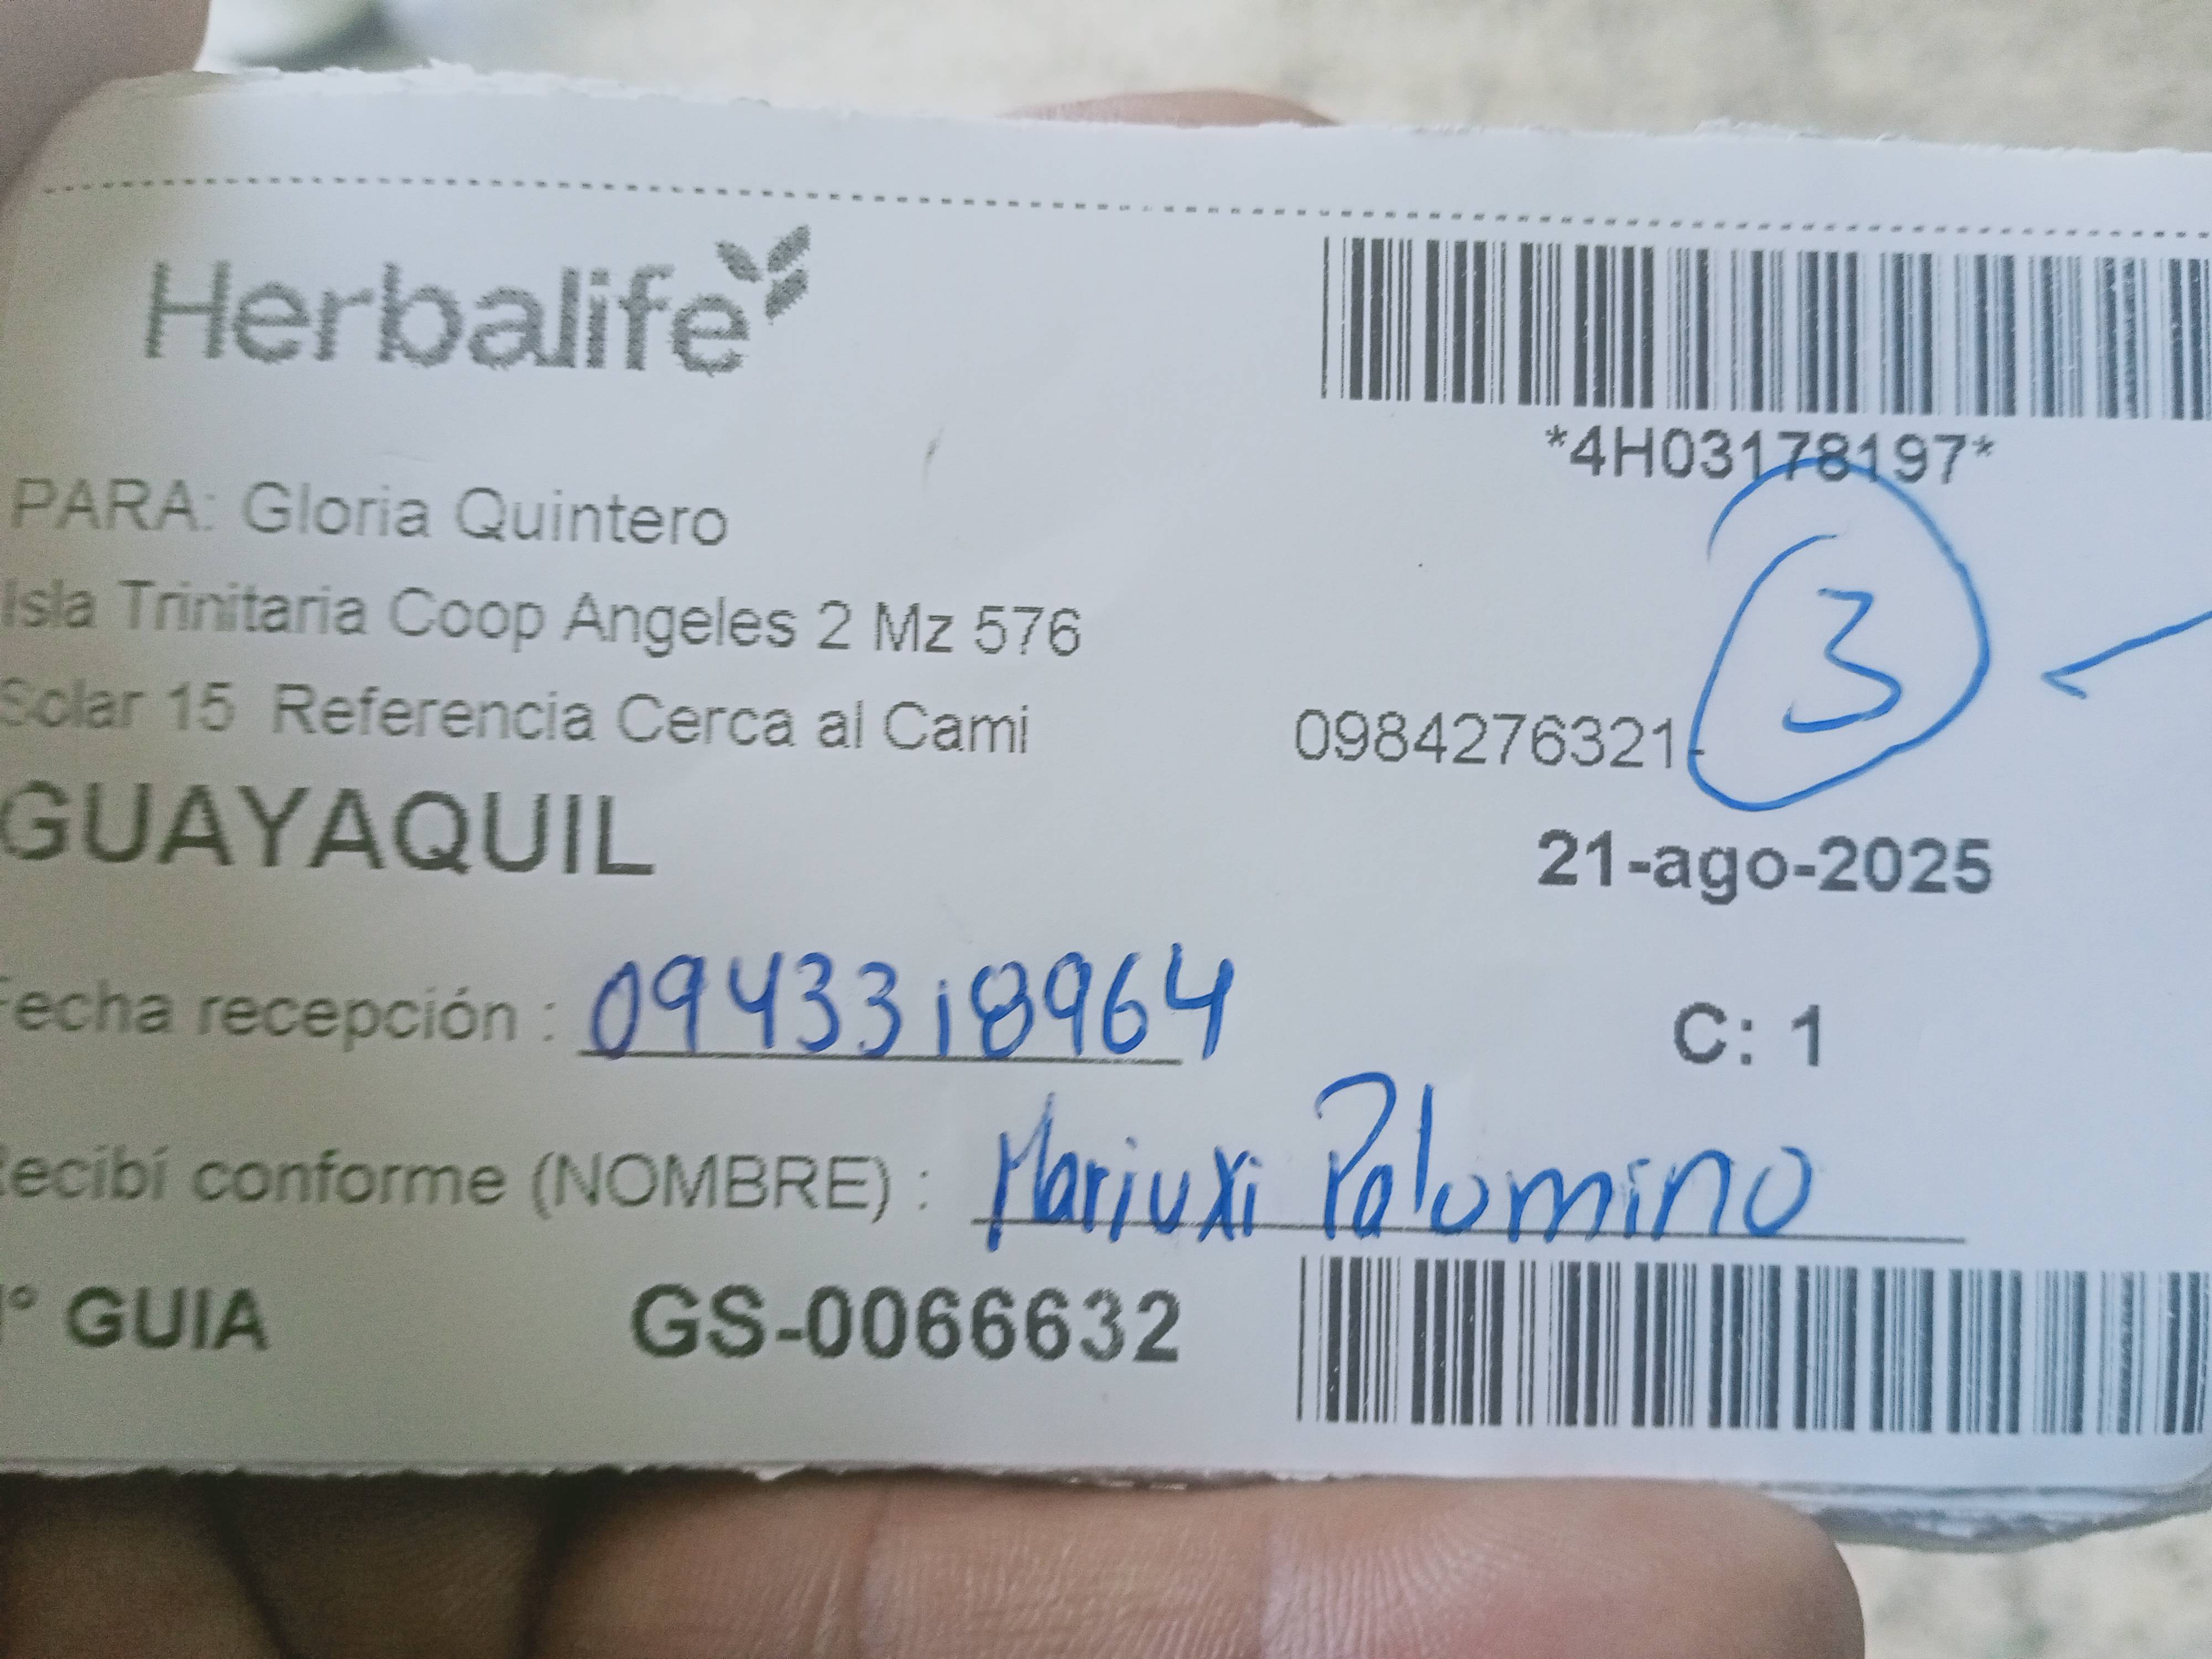 Herbalife
*4H03178197*
PARA: Gloria Quintero
3
Isla Trinitaria Coop Angeles 2 Mz 576
Solar 15 Referencia Cerca al Cami
0984276321
GUAYAQUIL
21-ago-2025
Fecha recepción : 0943318964
C: 1
Recibí conforme (NOMBRE) : Mariuxi Palomino
° GUIA GS-0066632